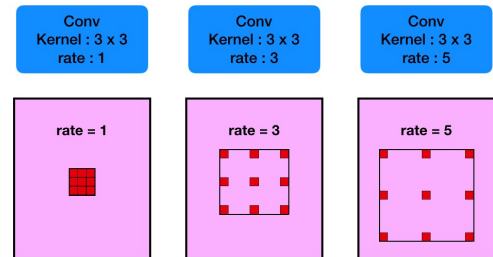 Conv
Kernel : 3 x 3
rate : 1
Conv
Kernel : 3 x 3
rate : 3
Conv
Kernel : 3 x 3
rate : 5
rate = 1
rate = 3
rate = 5